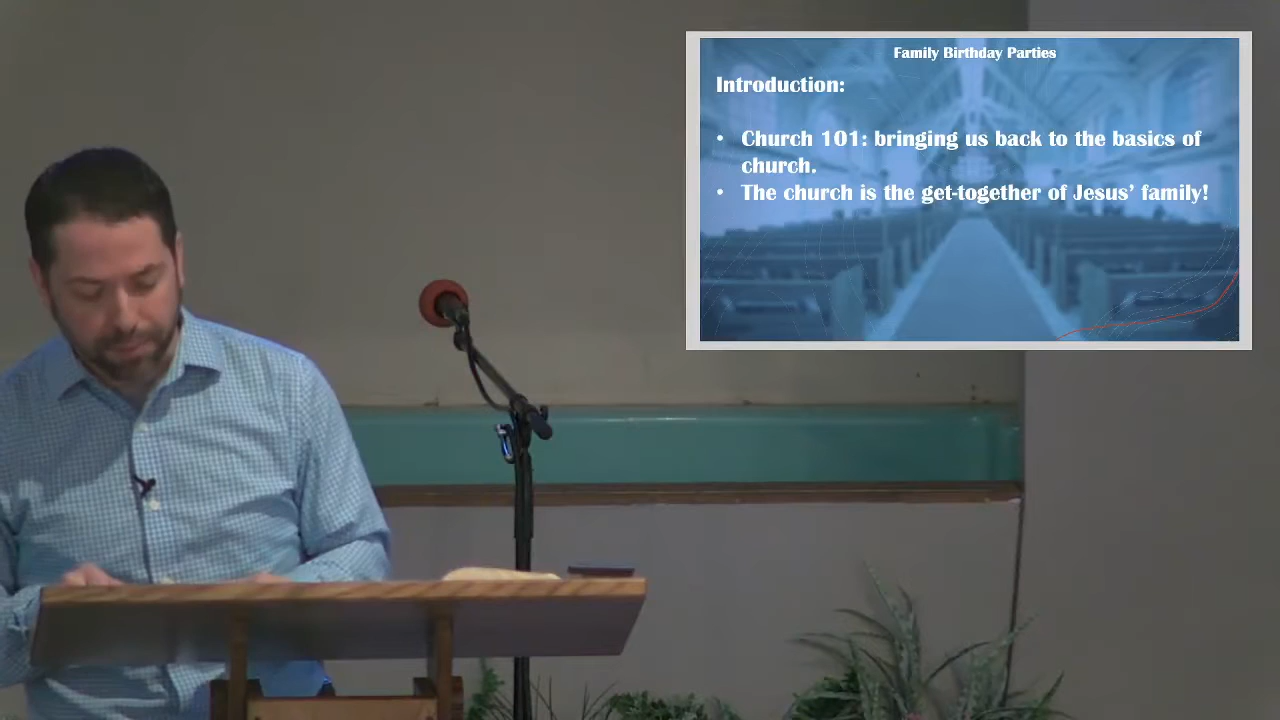 Family Birthday Parties
Introduction:
• Church 101: bringing us back to the basics of
church.
• The church is the get-together of Jesus’ family!